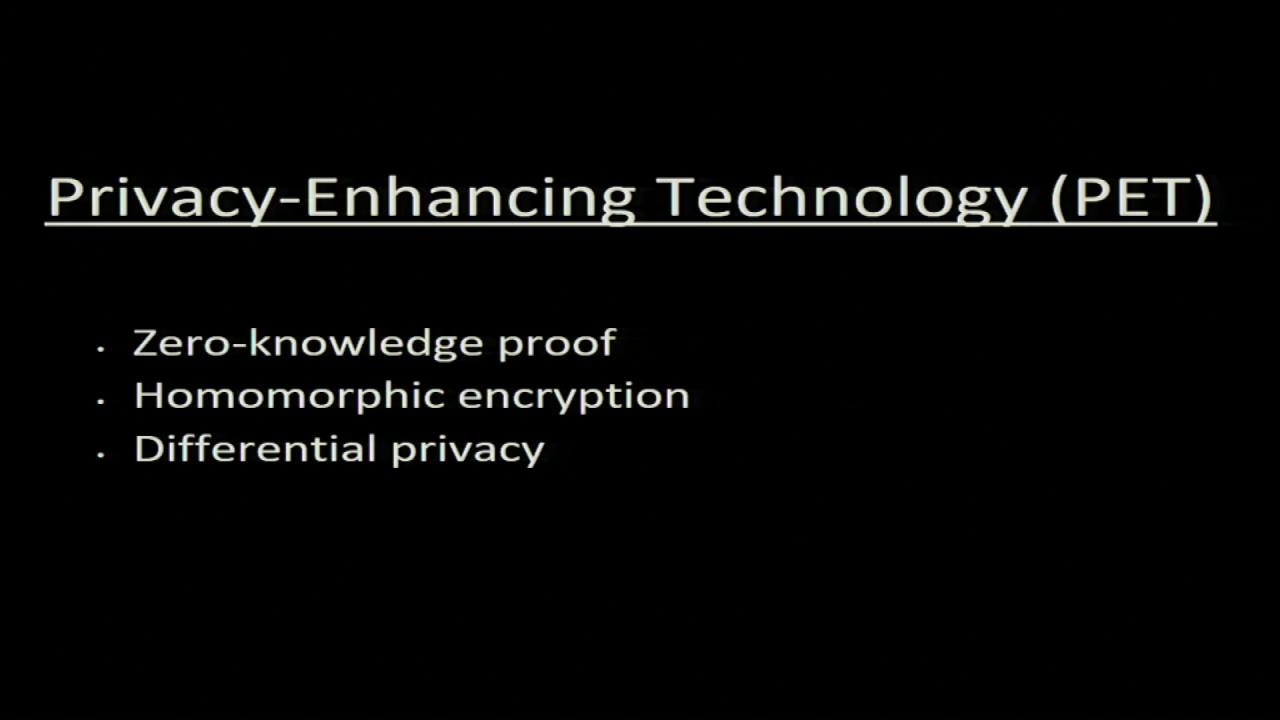 Privacy-Enhancing Technology (PET)
· Zero-knowledge proof
· Homomorphic encryption
· Differential privacy